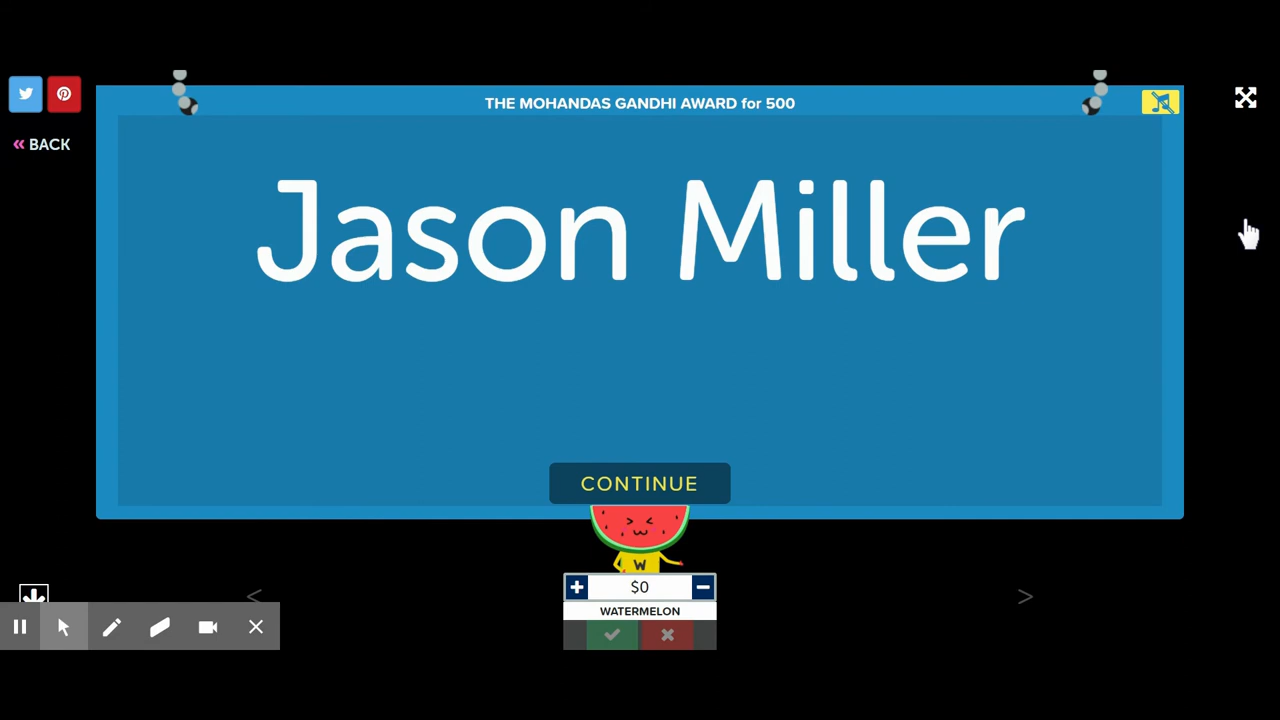 THE MOHANDAS GANDHI AWARD for 500
« BACK
Jason Miller
CONTINUE
W
< >
+ $0 −
WATERMELON